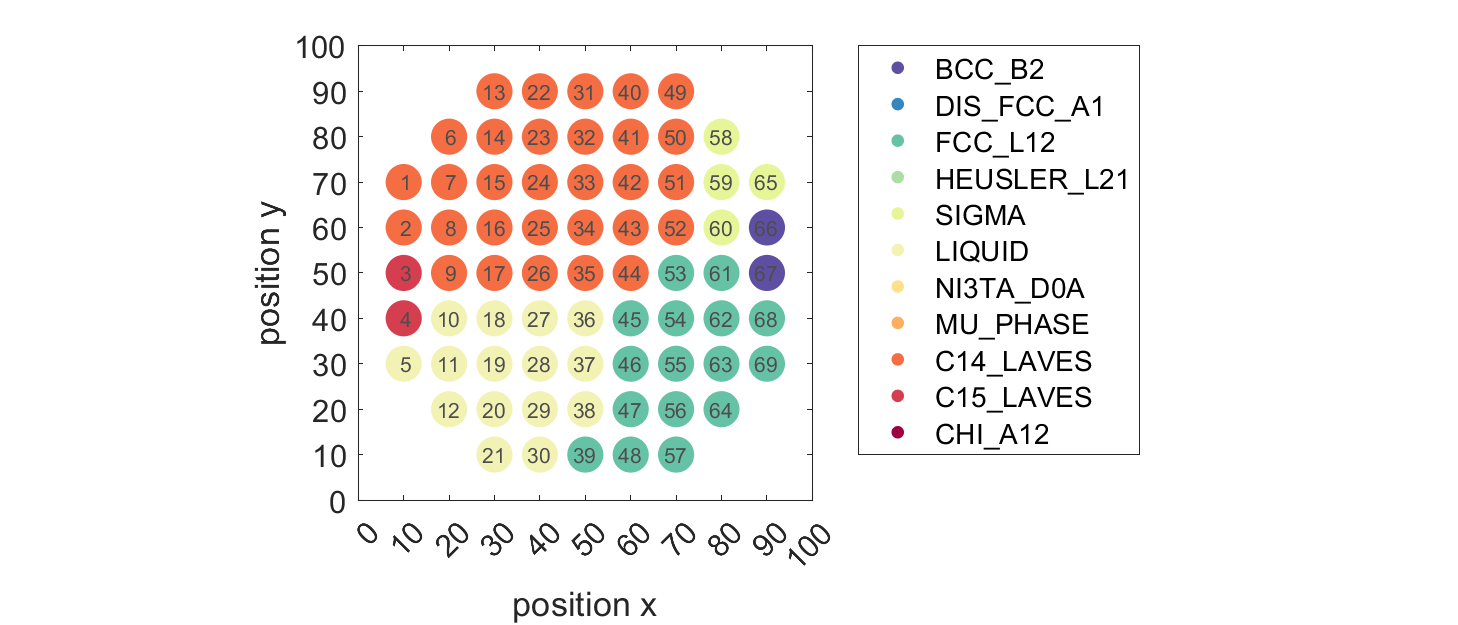 100
90 13 22 31 40 49
80 6 14 23 32 41 50 58
70 1 7 15 24 33 42 51 59 65
60 2 8 16 25 34 43 52 60 66
50 3 9 17 26 35 44 53 61 67
40 4 10 18 27 36 45 54 62 68
30 5 11 19 28 37 46 55 63 69
20 12 20 29 38 47 56 64
10 21 30 39 48 57
0
0 10 20 30 40 50 60 70 80 90 100
position x
position y
BCC_B2
DIS_FCC_A1
FCC_L12
HEUSLER_L21
SIGMA
LIQUID
NI3TA_D0A
MU_PHASE
C14_LAVES
C15_LAVES
CHI_A12